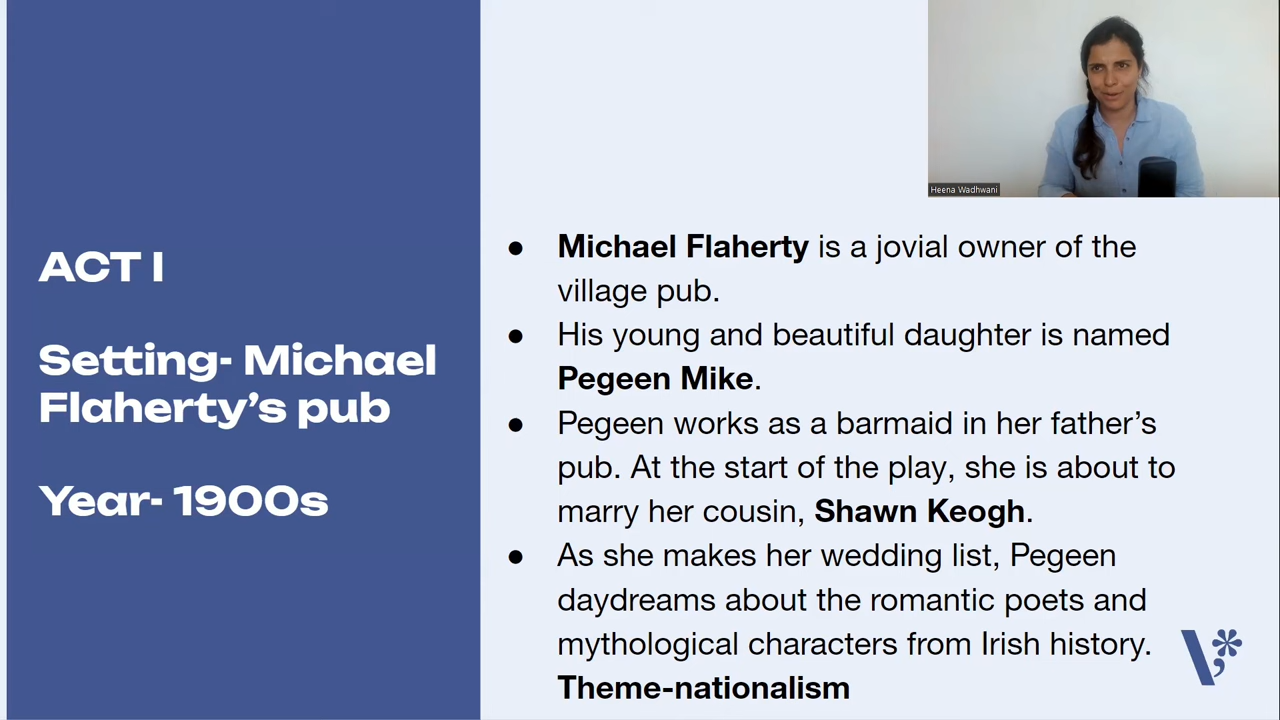 ACT I
Setting- Michael
Flaherty’s pub
Year- 1900s
Heena Wadhwani
● Michael Flaherty is a jovial owner of the
village pub.
● His young and beautiful daughter is named
Pegeen Mike.
● Pegeen works as a barmaid in her father’s
pub. At the start of the play, she is about to
marry her cousin, Shawn Keogh.
● As she makes her wedding list, Pegeen
daydreams about the romantic poets and
mythological characters from Irish history.
Theme-nationalism